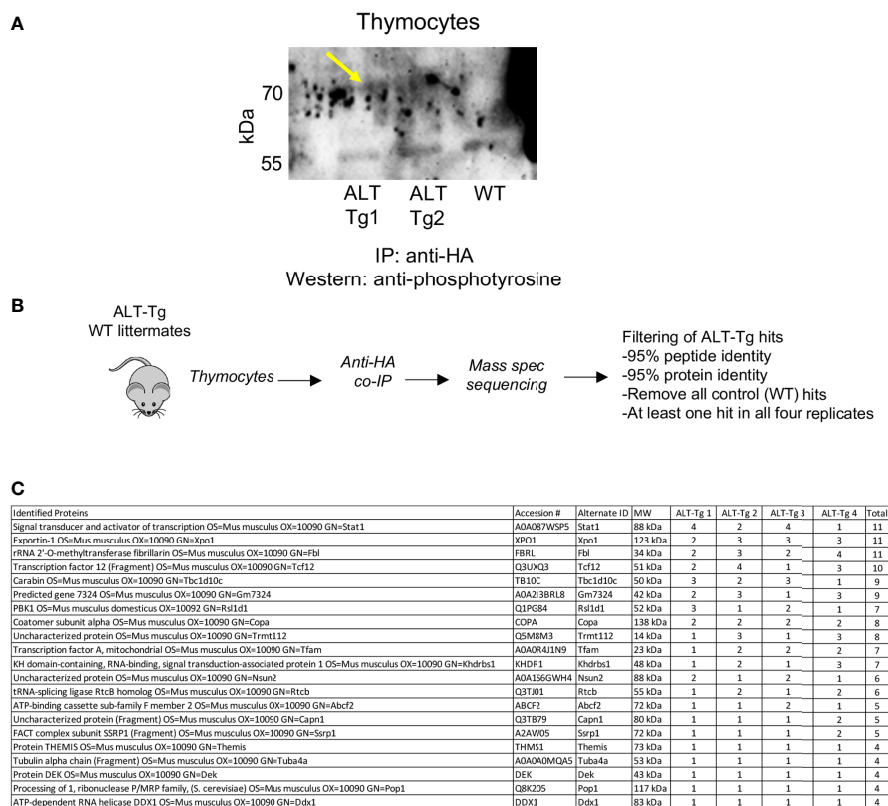 A
Thymocytes
kDa
70
55
ALT Tg1
ALT Tg2
WT
IP: anti-HA
Western: anti-phosphotyrosine
B
ALT-Tg
WT littermates
Thymocytes
Anti-HA
co-IP
Mass spec
sequencing
Filtering of ALT-Tg hits
-95% peptide identity
-95% protein identity
-Remove all control (WT) hits
-At least one hit in all four replicates
C
Identified Proteins Accession # Alternate ID MW ALT-Tg 1 ALT-Tg 2 ALT-Tg 3 ALT-Tg 4 Total
Signal transducer and activator of transcription OS=Mus musculus OX=10090 GN=Stat1 A0A087WSP5 Stat1 88 kDa 4 2 4 1 11
Exportin-1 OS=Mus musculus OX=10090 GN=Xpo1 XPO1 Xpo1 123 kDa 2 3 3 3 11
rRNA 2'-O-methyltransferase fibrillarin OS=Mus musculus OX=10090 GN=Fbl FBRL Fbl 34 kDa 2 3 2 4 11
Transcription factor 12 (Fragment) OS=Mus musculus OX=10090 GN=Tcf12 Q3UXQ3 Tcf12 51 kDa 2 4 1 3 10
Carabin OS=Mus musculus OX=10090 GN=Tbc1d10c TB10C Tbc1d10c 50 kDa 3 2 3 1 9
Predicted gene 7324 OS=Mus musculus OX=10090 GN=Gm7324 A0A2I3BRL8 Gm7324 42 kDa 2 3 1 3 9
PBK1 OS=Mus musculus domesticus OX=10092 GN=Rsl1d1 Q1PG84 Rsl1d1 52 kDa 3 1 2 1 7
Coatomer subunit alpha OS=Mus musculus OX=10090 GN=Copa COPA Copa 138 kDa 2 2 2 2 8
Uncharacterized protein OS=Mus musculus OX=10090 GN=Trmt112 Q5M8M3 Trmt112 14 kDa 1 3 1 3 8
Transcription factor A, mitochondrial OS=Mus musculus OX=10090 GN=Tfam A0A0R4J1N9 Tfam 23 kDa 1 2 2 2 7
KH domain-containing, RNA-binding, signal transduction-associated protein 1 OS=Mus musculus OX=10090 GN=Khdrbs1 KHDF1 Khdrbs1 48 kDa 1 2 1 3 7
Uncharacterized protein OS=Mus musculus OX=10090 GN=Nsun2 A0A1S6GWH4 Nsun2 88 kDa 2 1 2 1 6
tRNA-splicing ligase RtcB homolog OS=Mus musculus OX=10090 GN=Rtcb Q3TJ01 Rtcb 55 kDa 1 2 1 2 6
ATP-binding cassette sub-family F member 2 OS=Mus musculus OX=10090 GN=Abcf2 ABCF2 Abcf2 72 kDa 1 1 2 1 5
Uncharacterized protein (Fragment) OS=Mus musculus OX=10090 GN=Capn1 Q3TB79 Capn1 80 kDa 1 1 1 2 5
FACT complex subunit SSRP1 (Fragment) OS=Mus musculus OX=10090 GN=Ssrp1 A2AW05 Ssrp1 72 kDa 1 1 1 2 5
Protein THEMIS OS=Mus musculus OX=10090 GN=Themis THMS1 Themis 73 kDa 1 1 1 1 4
Tubulin alpha chain (Fragment) OS=Mus musculus OX=10090 GN=Tuba4a A0A0A0MQA5 Tuba4a 53 kDa 1 1 1 1 4
Protein DEK OS=Mus musculus OX=10090 GN=Dek DEK Dek 43 kDa 1 1 1 1 4
Processing of 1, ribonuclease P/MRP family, (S. cerevisiae) OS=Mus musculus OX=10090 GN=Pop1 Q8K205 Pop1 117 kDa 1 1 1 1 4
ATP-dependent RNA helicase DDX1 OS=Mus musculus OX=10090 GN=Ddx1 DDX1 Ddx1 83 kDa 1 1 1 1 4